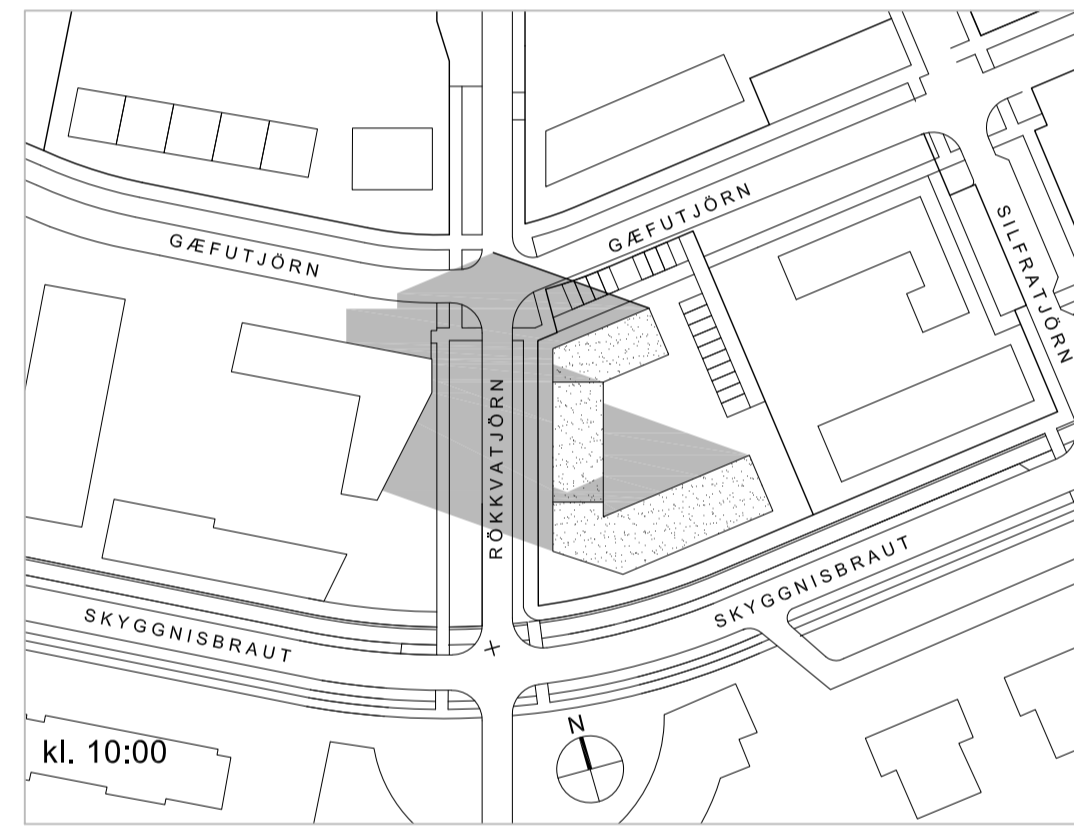 GÆFUTJÖRN
GÆFUTJÖRN
SILFRATJÖRN
RÖKKVATJÖRN
SKYGGNISBRAUT
SKYGGNISBRAUT
N
kl. 10:00